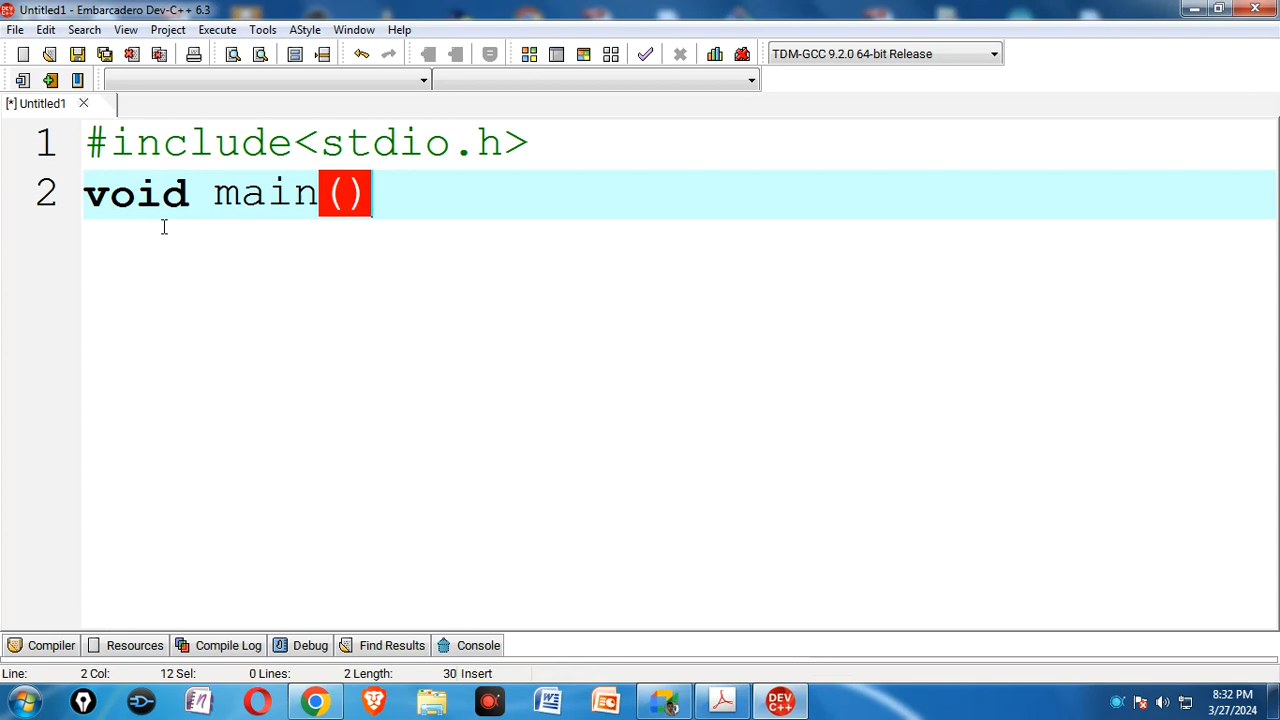 Untitled1 - Embarcadero Dev-C++ 6.3
File Edit Search View Project Execute Tools AStyle Window Help
TDM-GCC 9.2.0 64-bit Release
[*] Untitled1
1 #include<stdio.h>
2 void main()
Compiler Resources Compile Log Debug Find Results Console
Line: 2 Col: 12 Sel: 0 Lines: 2 Length: 30 Insert
8:32 PM
3/27/2024